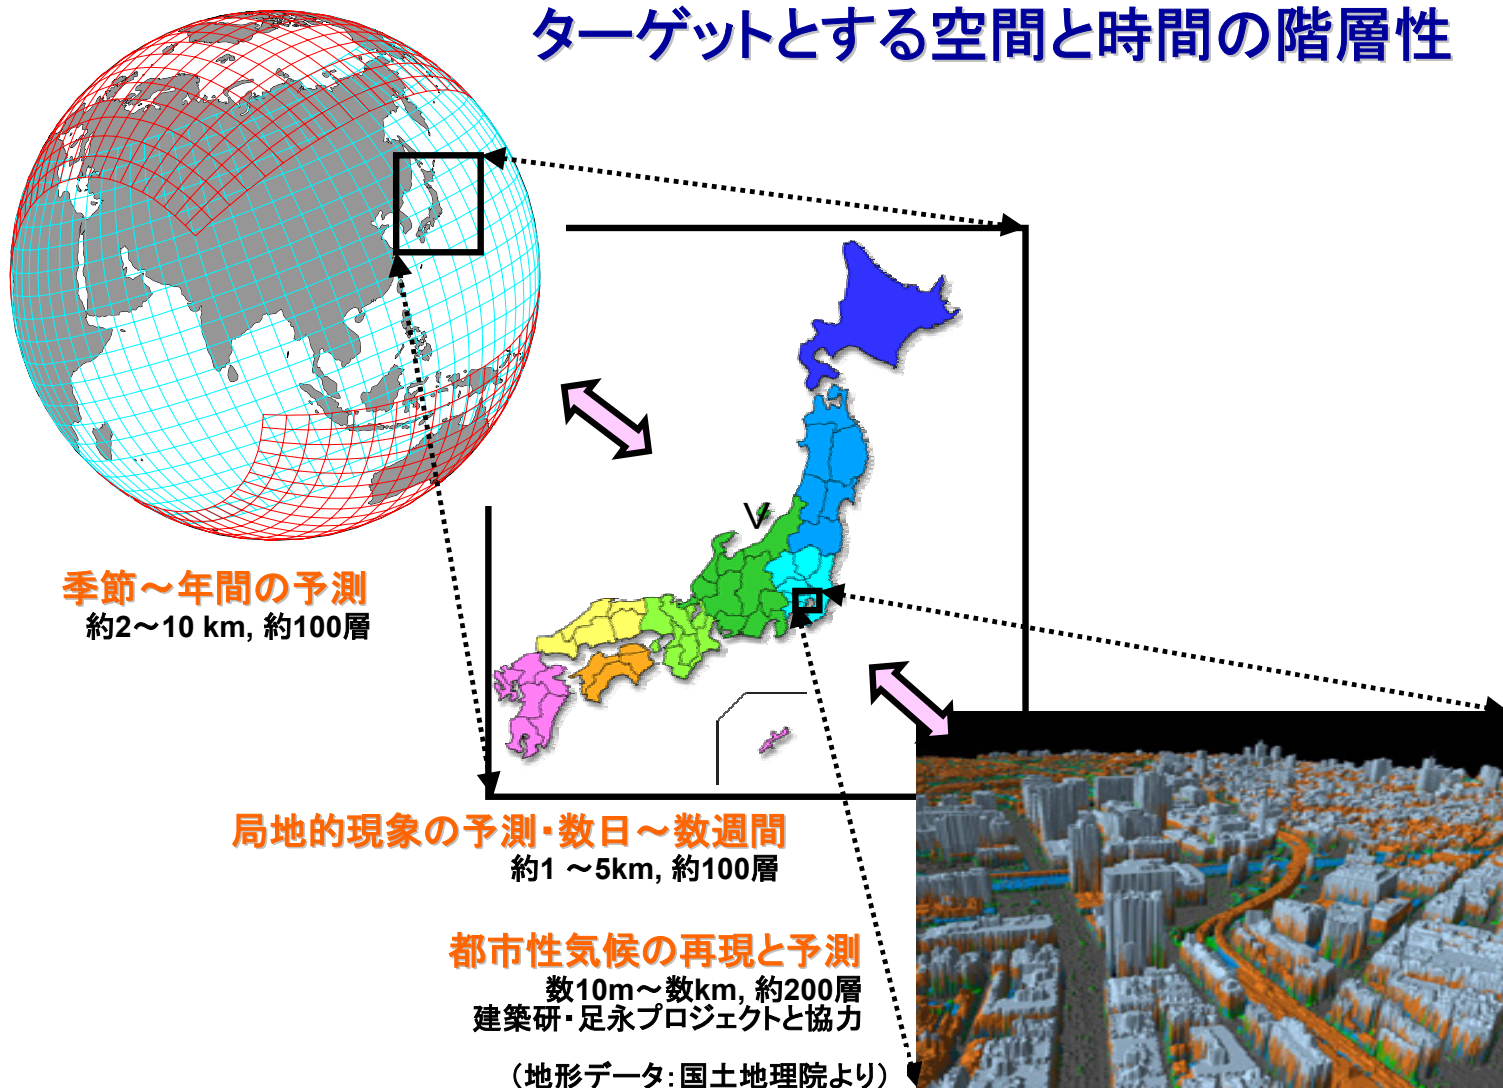 ターゲットとする空間と時間の階層性
V
季節～年間の予測
約2～10 km, 約100層
局地的現象の予測・数日～数週間
約1 ～5km, 約100層
都市性気候の再現と予測
数10m～数km, 約200層
建築研・足永プロジェクトと協力
（地形データ：国土地理院より）